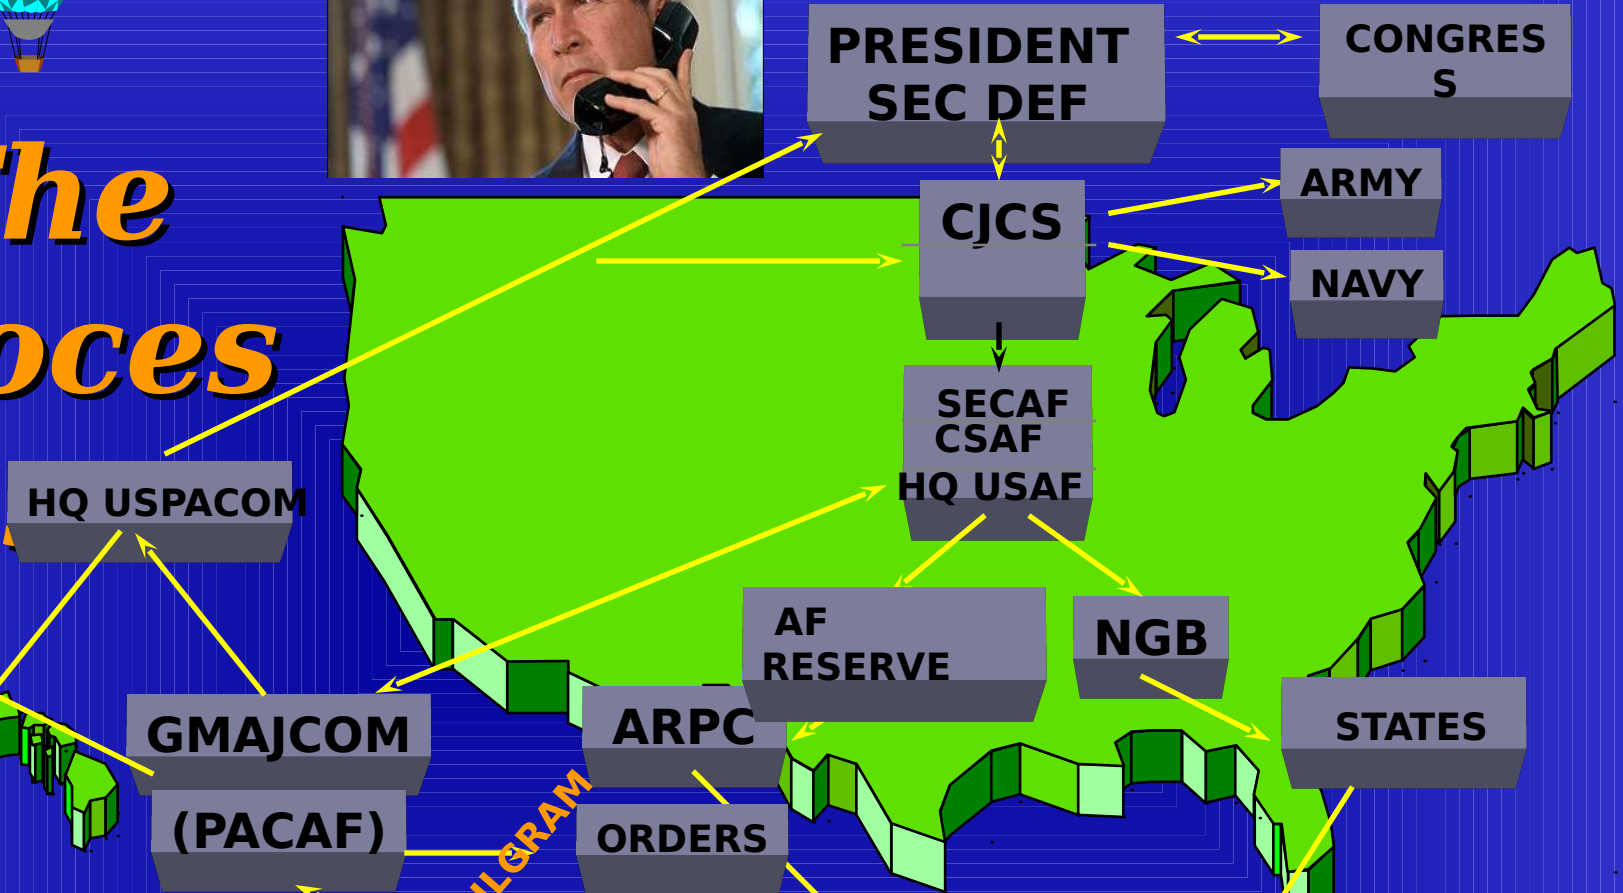 PRESIDENT
SEC DEF
CONGRES
S
he
ARMY
CJCS
NAVY
oces
SECAF
CSAF
HQ USAF
HQ USPACOM
AF
RESERVE
NGB
GMAJCOM
ARPC
STATES
(PACAF)
ILGRAM
ORDERS